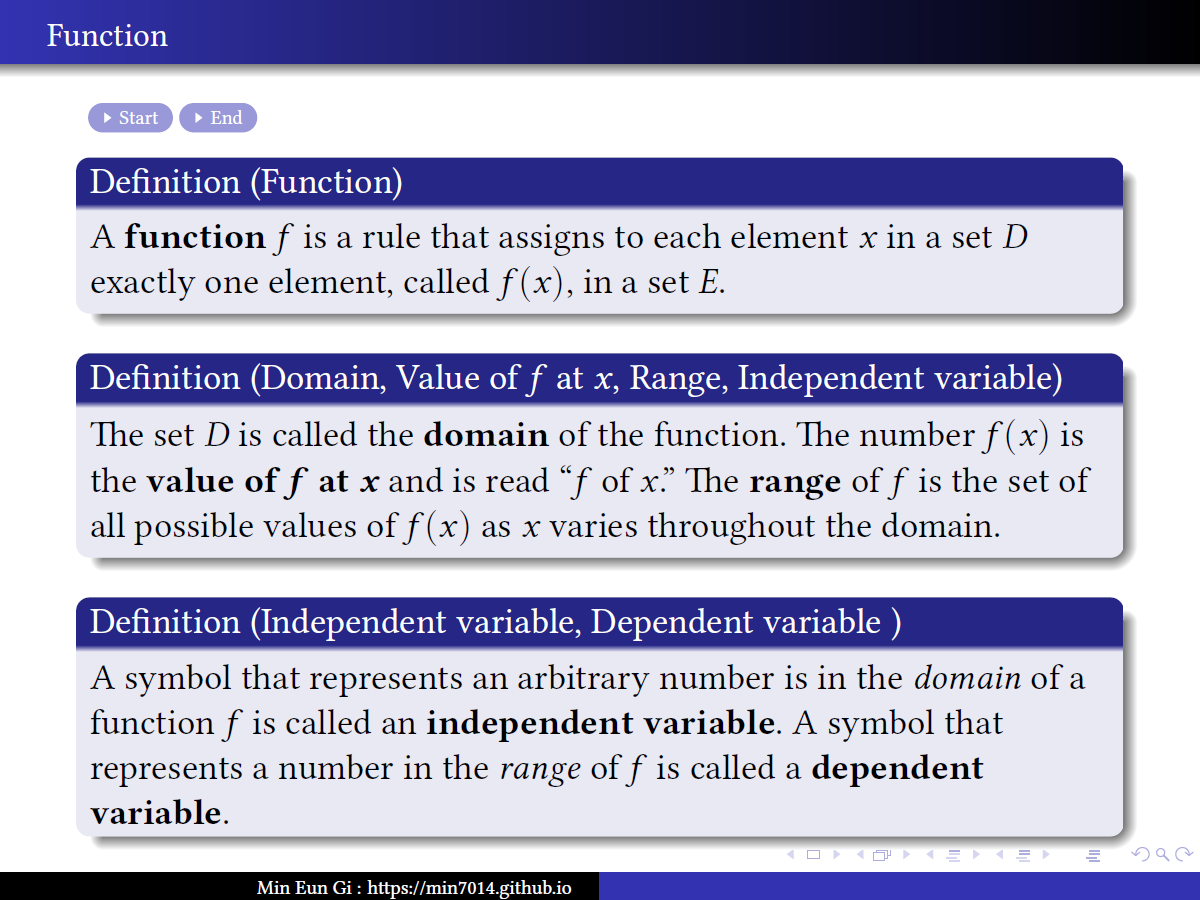 Function
Start End
Definition (Function)
A function f is a rule that assigns to each element x in a set D
exactly one element, called f(x), in a set E.
Definition (Domain, Value of f at x, Range, Independent variable)
The set D is called the domain of the function. The number f(x) is
the value of f at x and is read “f of x.” The range of f is the set of
all possible values of f(x) as x varies throughout the domain.
Definition (Independent variable, Dependent variable )
A symbol that represents an arbitrary number is in the domain of a
function f is called an independent variable. A symbol that
represents a number in the range of f is called a dependent
variable.
Min Eun Gi : https://min7014.github.io